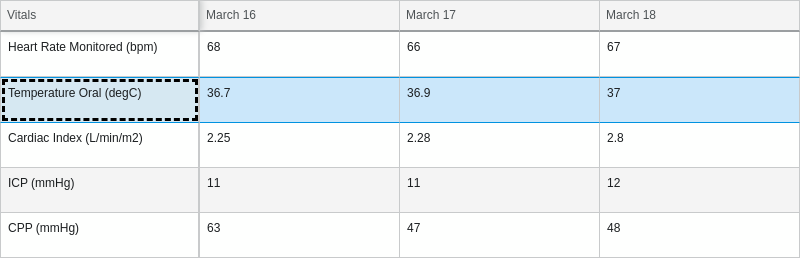 Vitals March 16 March 17 March 18
Heart Rate Monitored (bpm) 68 66 67
Temperature Oral (degC) 36.7 36.9 37
Cardiac Index (L/min/m2) 2.25 2.28 2.8
ICP (mmHg) 11 11 12
CPP (mmHg) 63 47 48